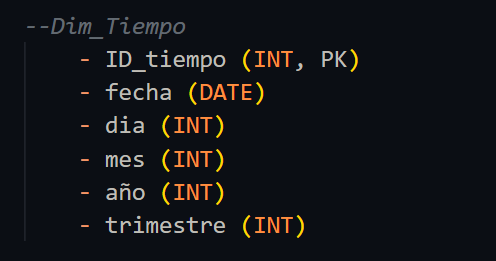 --Dim_Tiempo
- ID_tiempo (INT, PK)
- fecha (DATE)
- dia (INT)
- mes (INT)
- año (INT)
- trimestre (INT)